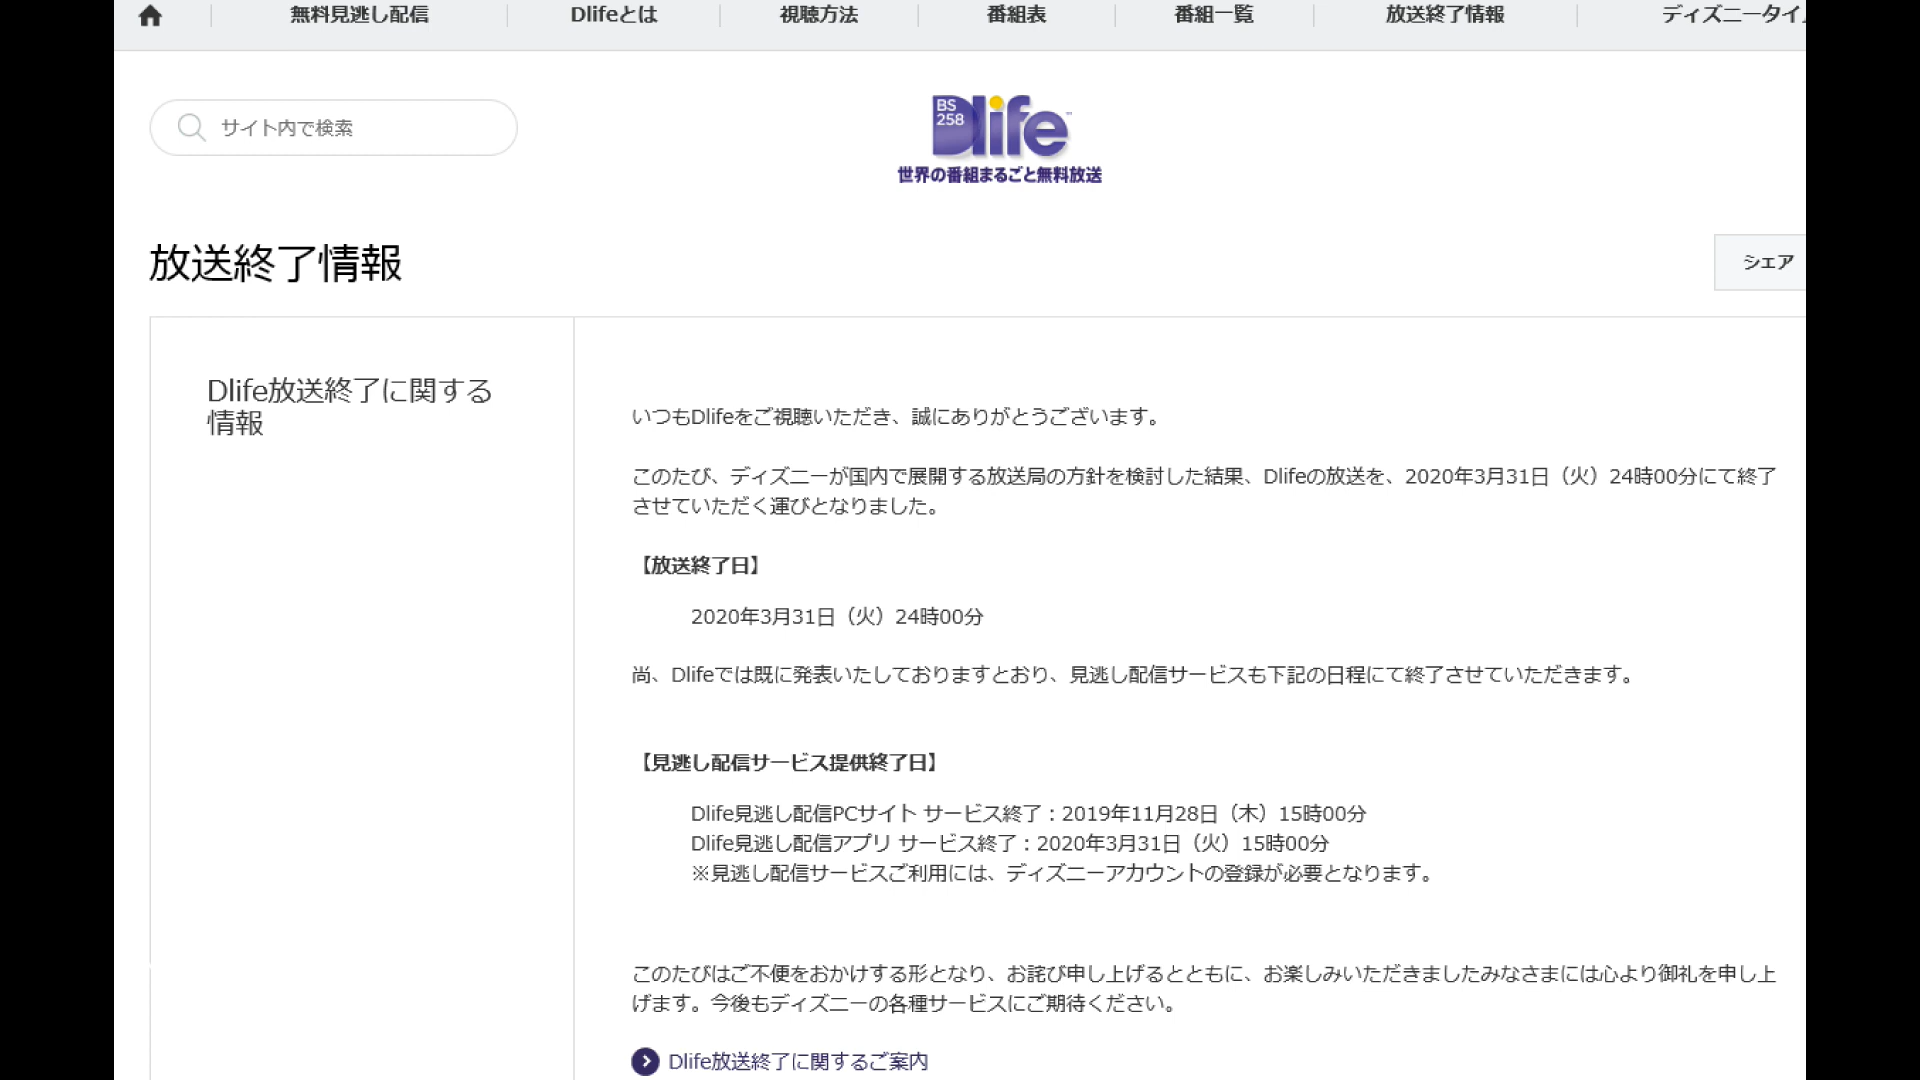 無料見逃し配信
Dlifeとは
視聴方法
番組表
番組一覧
放送終了情報
ディズニータイ
サイト内で検索
BS
258
Dlife
世界の番組まるごと無料放送
放送終了情報
シェア
Dlife放送終了に関する
情報
いつもDlifeをご視聴いただき、誠にありがとうございます。
このたび、ディズニーが国内で展開する放送局の方針を検討した結果、Dlifeの放送を、2020年3月31日（火）24時00分にて終了
させていただく運びとなりました。
【放送終了日】
2020年3月31日（火）24時00分
尚、Dlifeでは既に発表いたしておりますとおり、見逃し配信サービスも下記の日程にて終了させていただきます。
【見逃し配信サービス提供終了日】
Dlife見逃し配信PCサイト サービス終了：2019年11月28日（木）15時00分
Dlife見逃し配信アプリ サービス終了：2020年3月31日（火）15時00分
※見逃し配信サービスご利用には、ディズニーアカウントの登録が必要となります。
このたびはご不便をおかけする形となり、お詫び申し上げるとともに、お楽しみいただきましたみなさまには心より御礼を申し上
げます。今後もディズニーの各種サービスにご期待ください。
Dlife放送終了に関するご案内